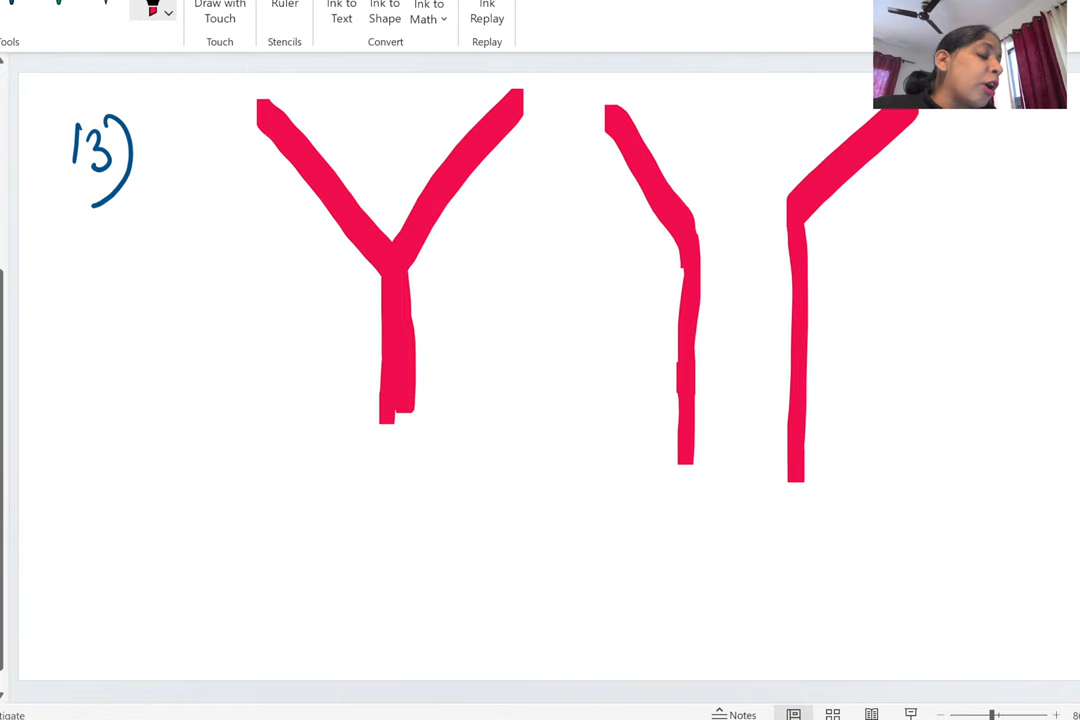 Draw with Touch
Ruler
Ink to Text
Ink to Shape
Ink to Math
Ink Replay
Tools
Touch
Stencils
Convert
Replay
13)
Y
Notes